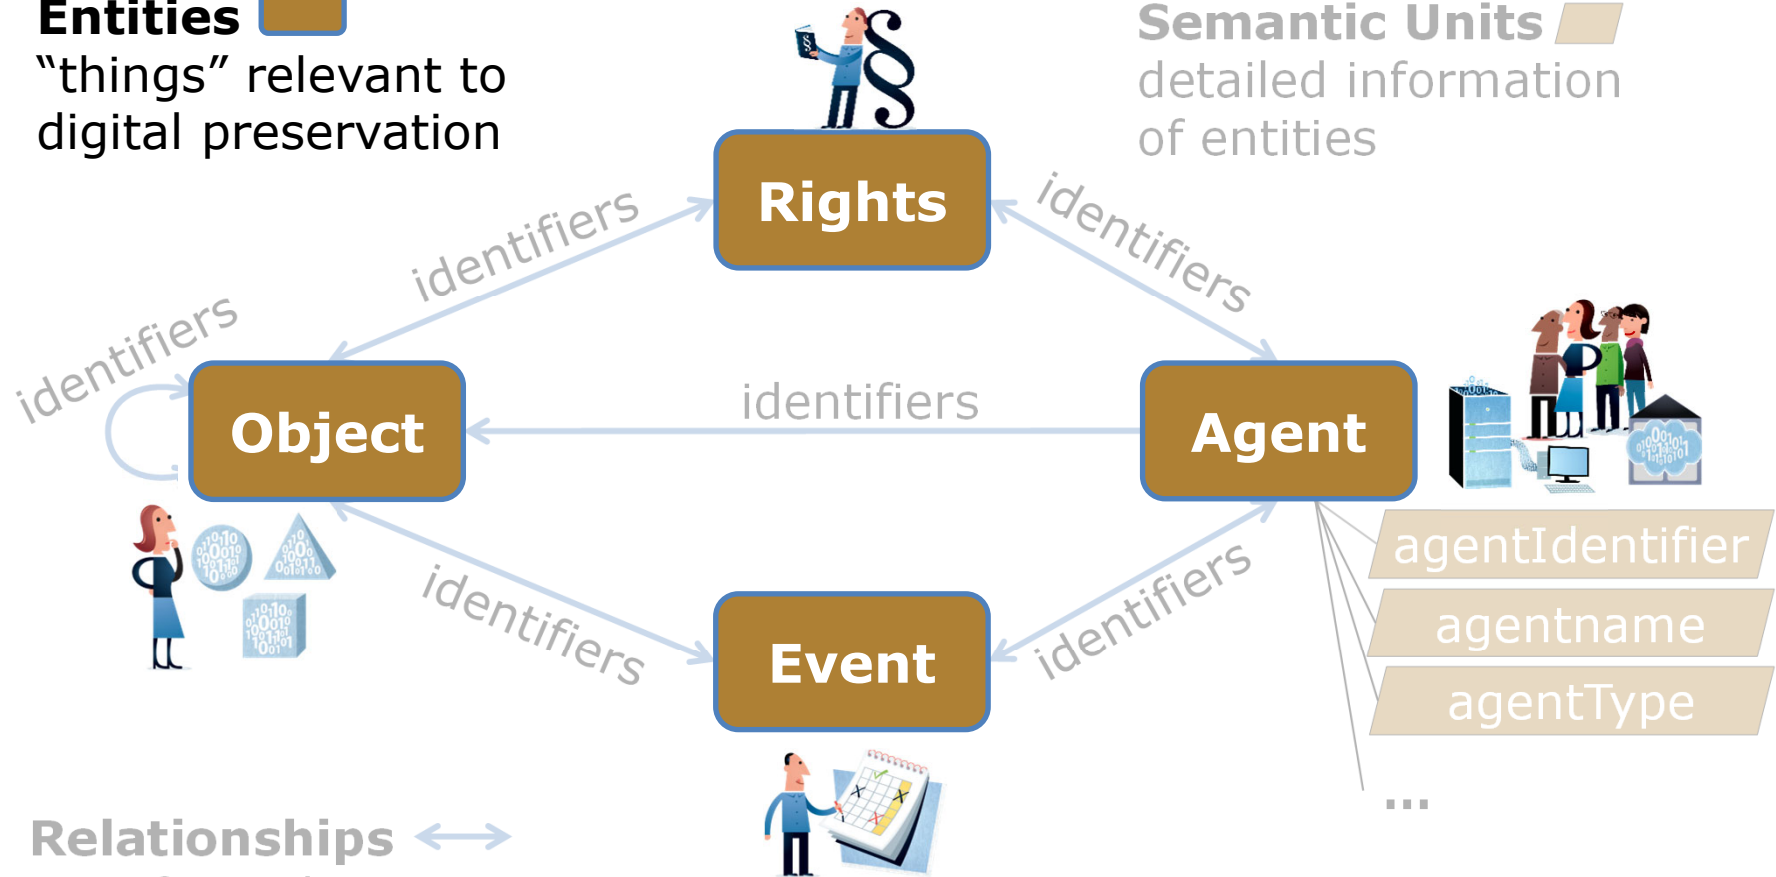 Entities
“things” relevant to
digital preservation
Semantic Units
detailed information
of entities
Rights
identifiers
identifiers
identifiers
Object
identifiers
Agent
agentIdentifier
agentname
agentType
...
identifiers
identifiers
Event
Relationships